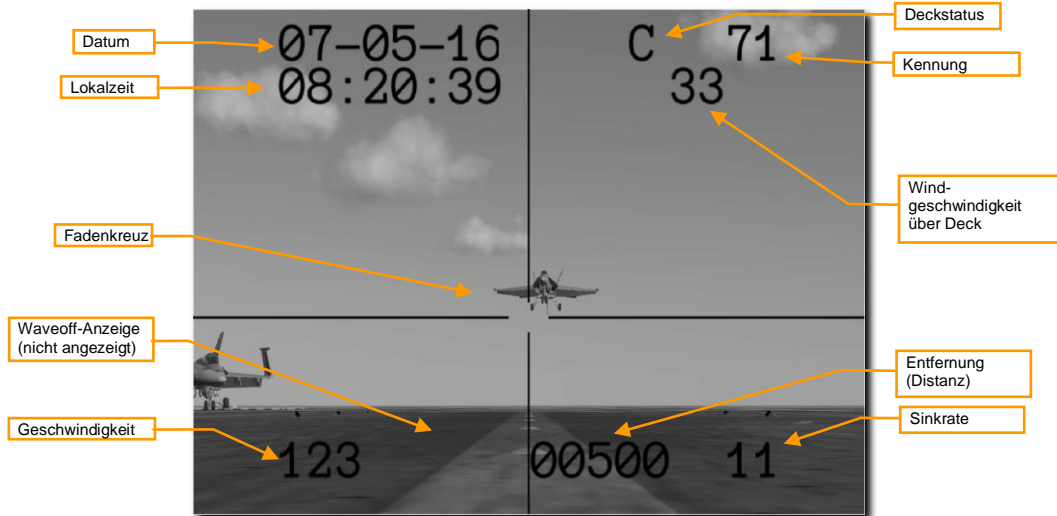 Deckstatus
Datum
07-05-16
C 71
Kennung
Lokalzeit
08:20:39
33
Wind-
geschwindigkeit
über Deck
Fadenkreuz
Waveoff-Anzeige
(nicht angezeigt)
Entfernung
(Distanz)
Geschwindigkeit
Sinkrate
123
00500
11